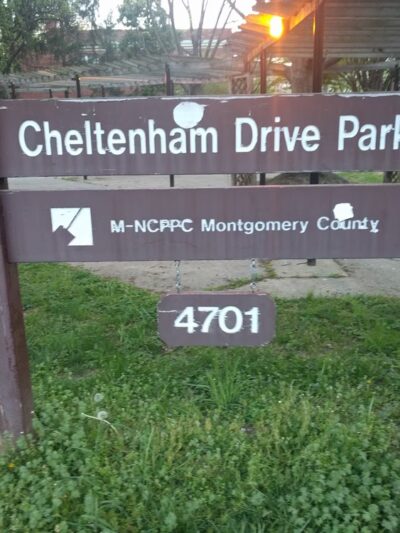 Cheltenham Drive Park
M-NCPPC Montgomery County
4701